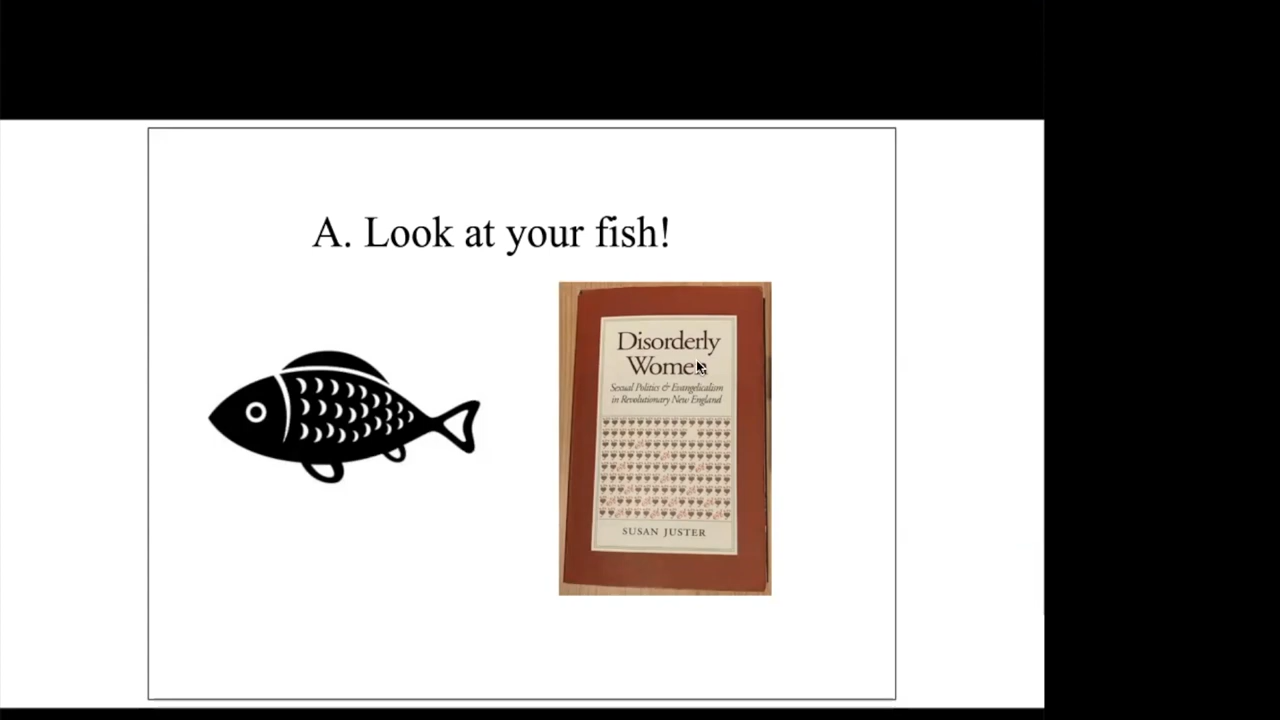 A. Look at your fish!
Disorderly
Women
Sexual Politics & Evangelicalism
in Revolutionary New England
SUSAN JUSTER